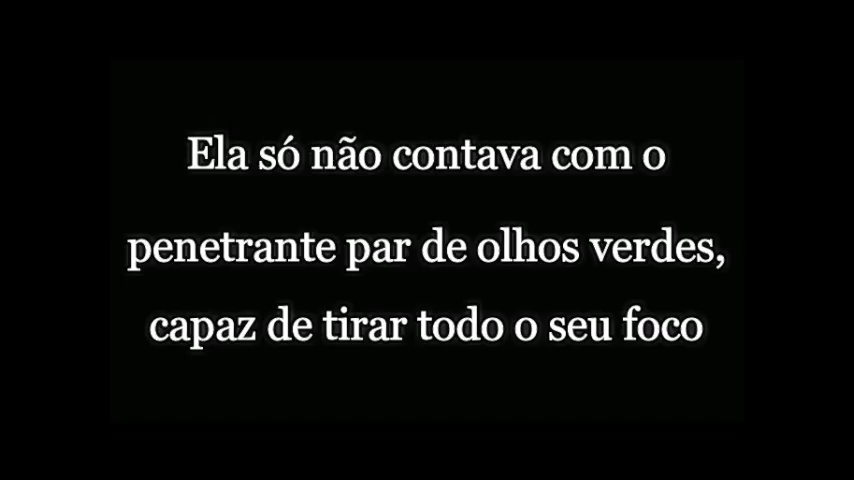 Ela só não contava com o
penetrante par de olhos verdes,
capaz de tirar todo o seu foco